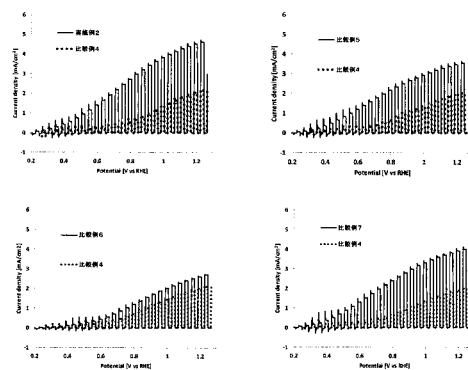 実施例2
比較例4
Current density [mA/cm²]
6
5
4
3
2
1
0
-1
0.2 0.4 0.6 0.8 1 1.2
Potential [V vs RHE]
比較例5
比較例4
Current density [mA/cm²]
6
5
4
3
2
1
0
-1
0.2 0.4 0.6 0.8 1 1.2
Potential [V vs RHE]
比較例6
比較例4
Current density [mA/cm2]
6
5
4
3
2
1
0
-1
0.2 0.4 0.6 0.8 1 1.2
Potential [V vs RHE]
比較例7
比較例4
Current density [mA/cm²]
6
5
4
3
2
1
0
-1
0.2 0.4 0.6 0.8 1 1.2
Potential [V vs RHE]